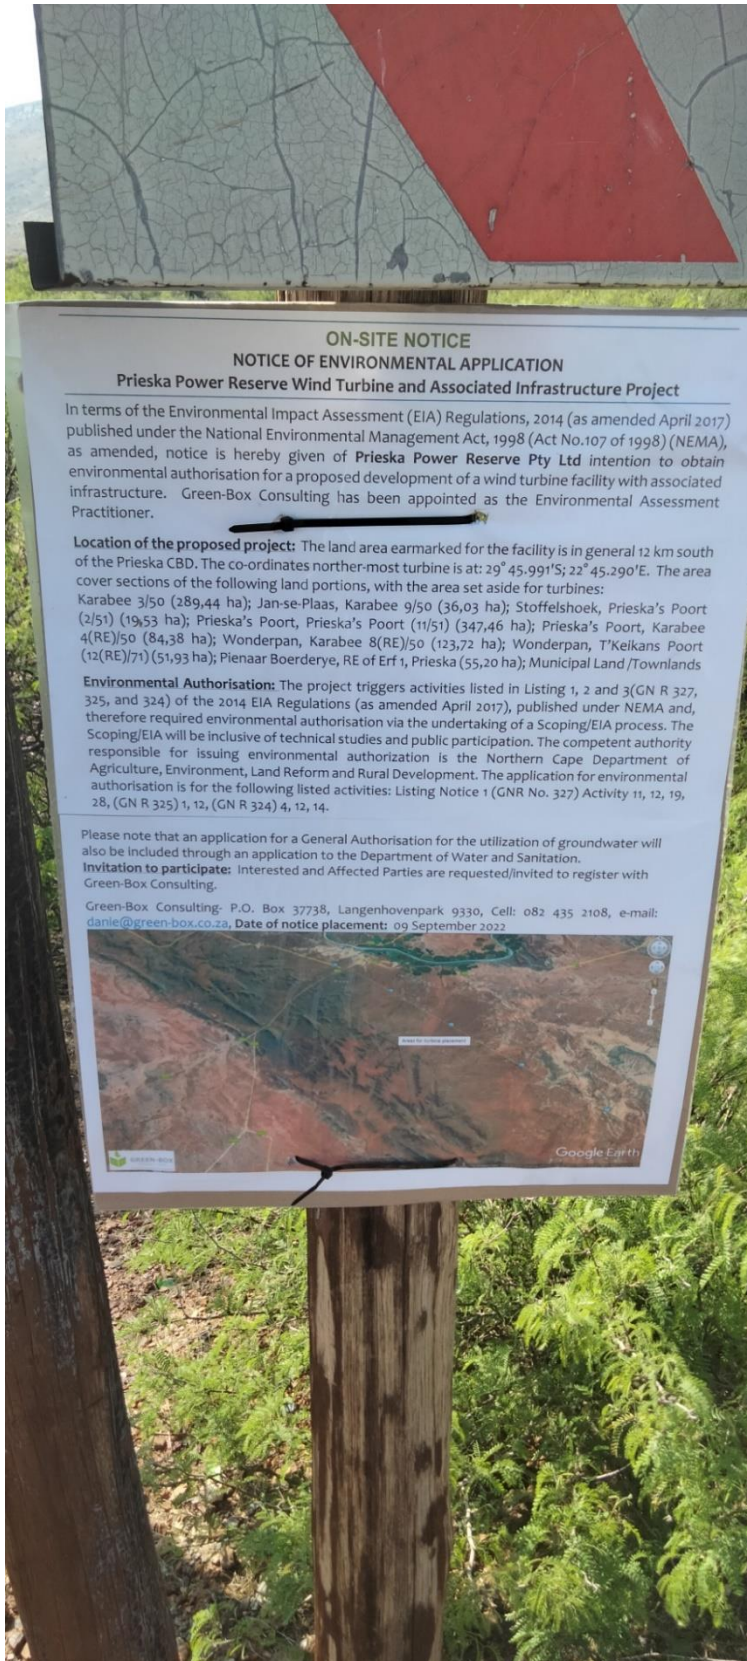 ON-SITE NOTICE
NOTICE OF ENVIRONMENTAL APPLICATION
Prieska Power Reserve Wind Turbine and Associated Infrastructure Project
In terms of the Environmental Impact Assessment (EIA) Regulations, 2014 (as amended April 2017)
published under the National Environmental Management Act, 1998 (Act No.107 of 1998) (NEMA),
as amended, notice is hereby given of Prieska Power Reserve Pty Ltd intention to obtain
environmental authorisation for a proposed development of a wind turbine facility with associated
infrastructure. Green-Box Consulting has been appointed as the Environmental Assessment
Practitioner.
Location of the proposed project: The land area earmarked for the facility is in general 12 km south
of the Prieska CBD. The co-ordinates norther-most turbine is at: 29° 45.991'S; 22° 45.290'E. The area
cover sections of the following land portions, with the area set aside for turbines:
Karabee 3/50 (289,44 ha); Jan-se-Plaas, Karabee 9/50 (36,03 ha); Stoffelshoek, Prieska's Poort
(2/51) (19,53 ha); Prieska's Poort, Prieska's Poort (11/51) (347,46 ha); Prieska's Poort, Karabee
4(RE)/50 (84,38 ha); Wonderpan, Karabee 8(RE)/50 (123,72 ha); Wonderpan, T'Keikans Poort
(12(RE)/71) (51,93 ha); Pienaar Boerderye, RE of Erf 1, Prieska (55,20 ha); Municipal Land /Townlands
Environmental Authorisation: The project triggers activities listed in Listing 1, 2 and 3(GN R 327,
325, and 324) of the 2014 EIA Regulations (as amended April 2017), published under NEMA and,
therefore required environmental authorisation via the undertaking of a Scoping/EIA process. The
Scoping/EIA will be inclusive of technical studies and public participation. The competent authority
responsible for issuing environmental authorization is the Northern Cape Department of
Agriculture, Environment, Land Reform and Rural Development. The application for environmental
authorisation is for the following listed activities: Listing Notice 1 (GNR No. 327) Activity 11, 12, 19,
28, (GN R 325) 1, 12, (GN R 324) 4, 12, 14.
Please note that an application for a General Authorisation for the utilization of groundwater will
also be included through an application to the Department of Water and Sanitation.
Invitation to participate: Interested and Affected Parties are requested/invited to register with
Green-Box Consulting.
Green-Box Consulting- P.O. Box 37738, Langenhovenpark 9330, Cell: 082 435 2108, e-mail:
danie@green-box.co.za, Date of notice placement: 09 September 2022
Areas for turbine placement
GREEN-BOX
Google Earth